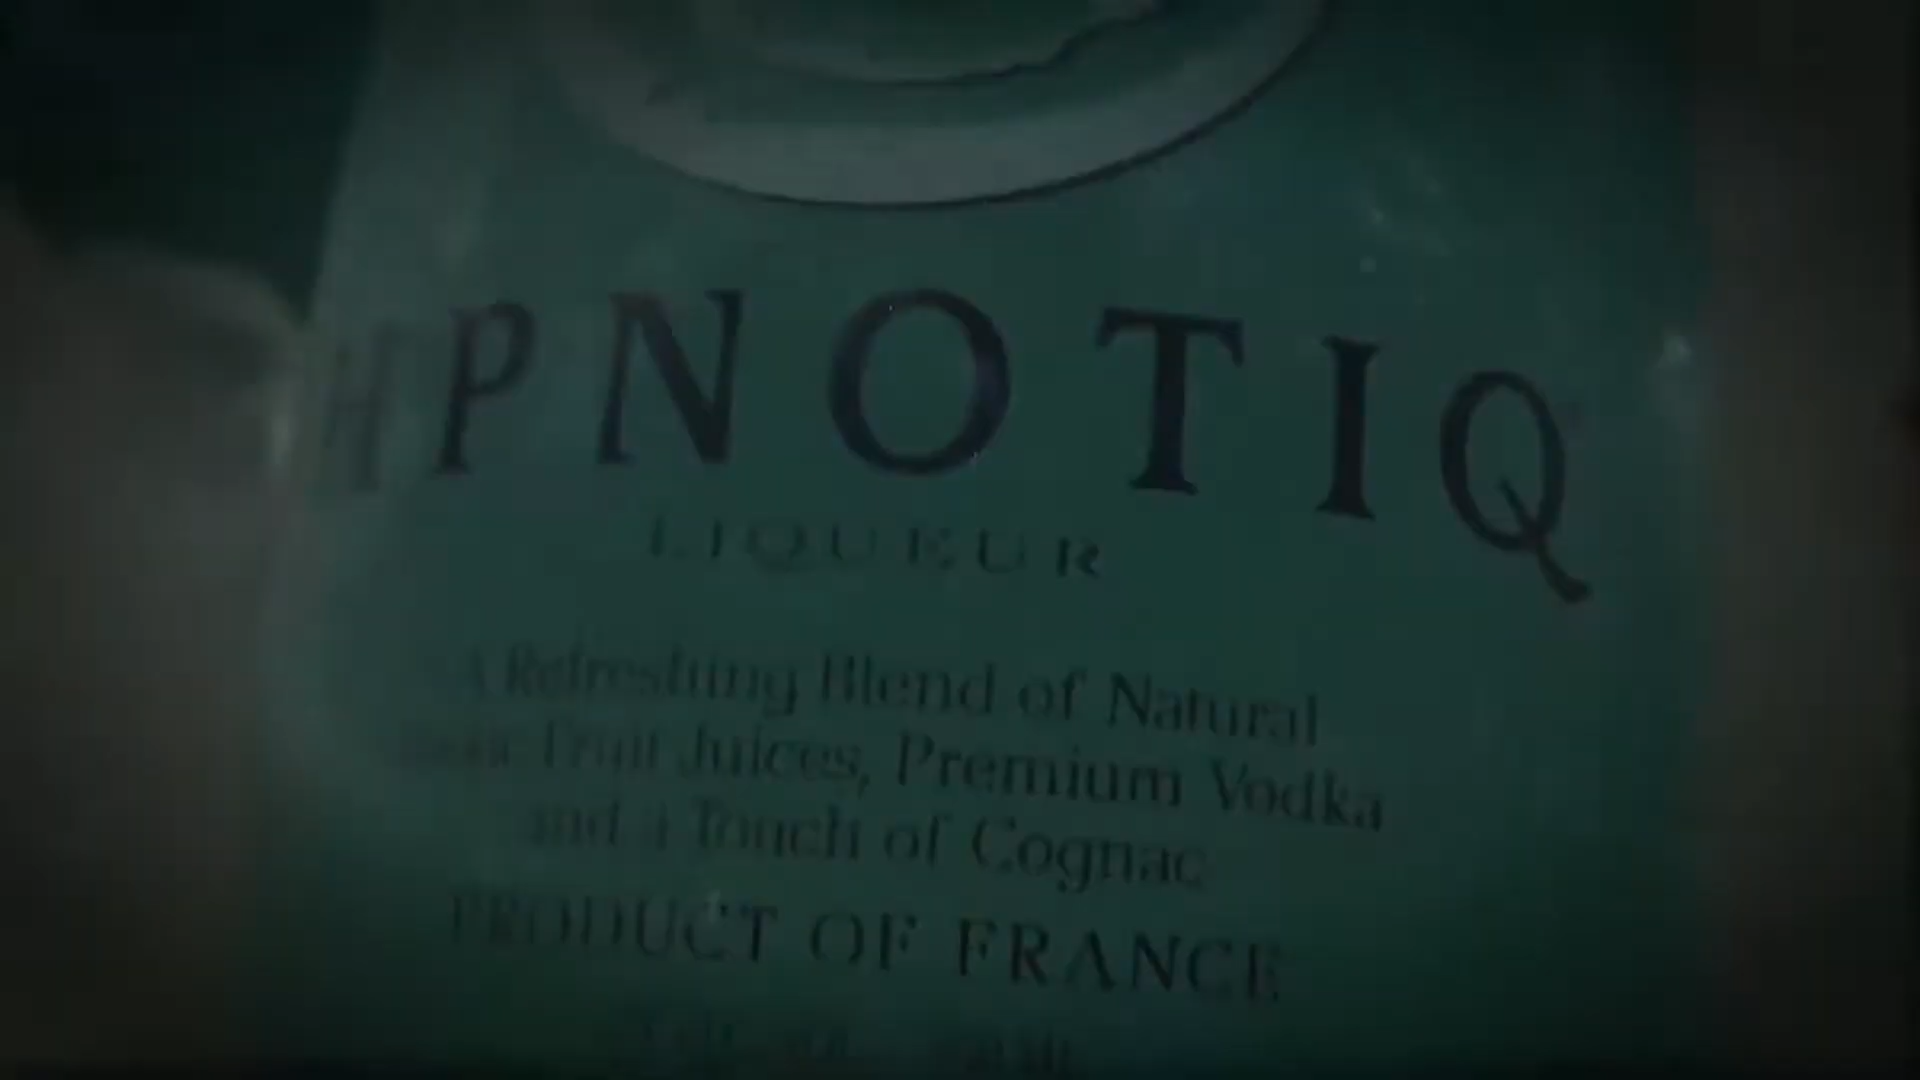 HPNOTIQ
LIQUEUR
A Refreshing Blend of Natural
Fruit Juices, Premium Vodka
and a Touch of Cognac
PRODUCT OF FRANCE